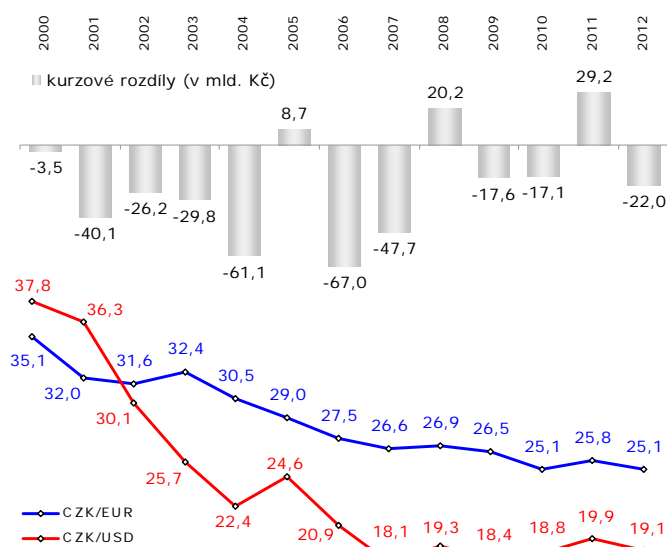 2000 2001 2002 2003 2004 2005 2006 2007 2008 2009 2010 2011 2012
kurzové rozdíly (v mld. Kč)
-3,5 -40,1 -26,2 -29,8 -61,1 8,7 -67,0 -47,7 20,2 -17,6 -17,1 29,2 -22,0
35,1 32,0 31,6 32,4 30,5 29,0 27,5 26,6 26,9 26,5 25,1 25,8 25,1
37,8 36,3 30,1 25,7 22,4 24,6 20,9 18,1 19,3 18,4 18,8 19,9 19,1
CZK/EUR
CZK/USD